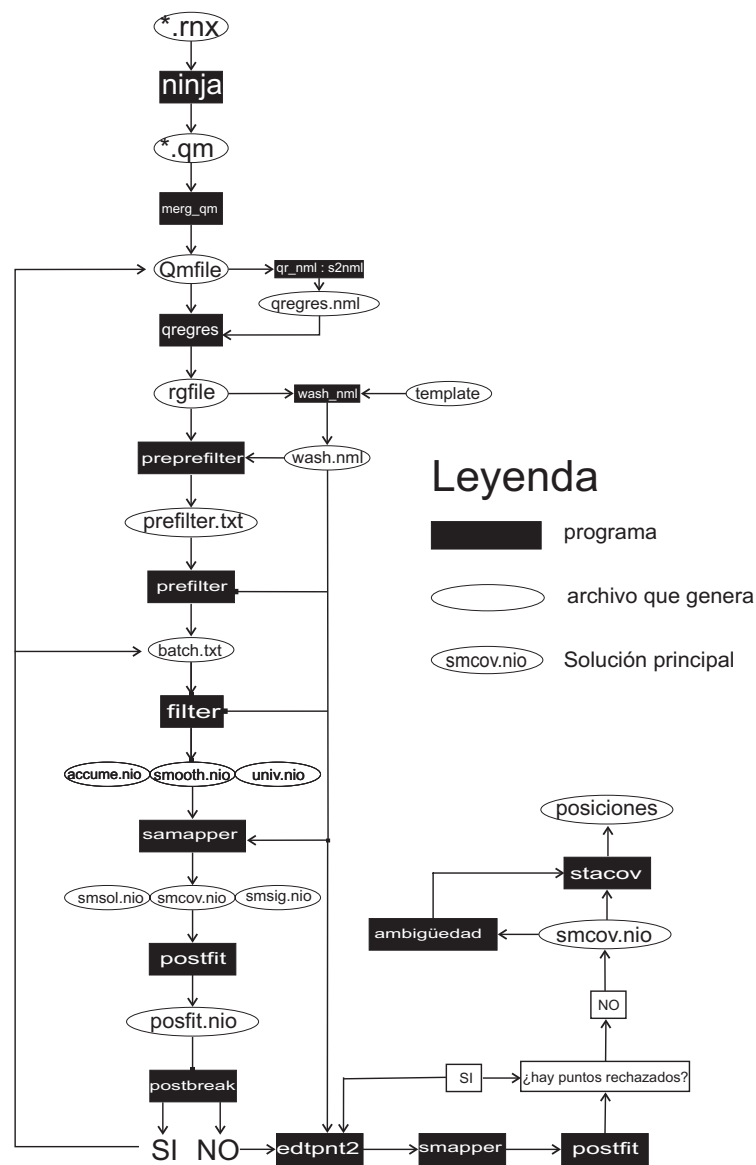 *.rnx
ninja
*.qm
merg_qm
Qmfile
qr_nml : s2nml
qregres.nml
qregres
rgfile
wash_nml
template
preprefilter
wash.nml
prefilter.txt
prefilter
batch.txt
filter
accume.nio
smooth.nio
univ.nio
samapper
smsol.nio
smcov.nio
smsig.nio
postfit
posfit.nio
postbreak
SI
NO
edtpnt2
smapper
postfit
¿hay puntos rechazados?
SI
NO
smcov.nio
ambigüedad
stacov
posiciones
Leyenda
programa
archivo que genera
smcov.nio
Solución principal